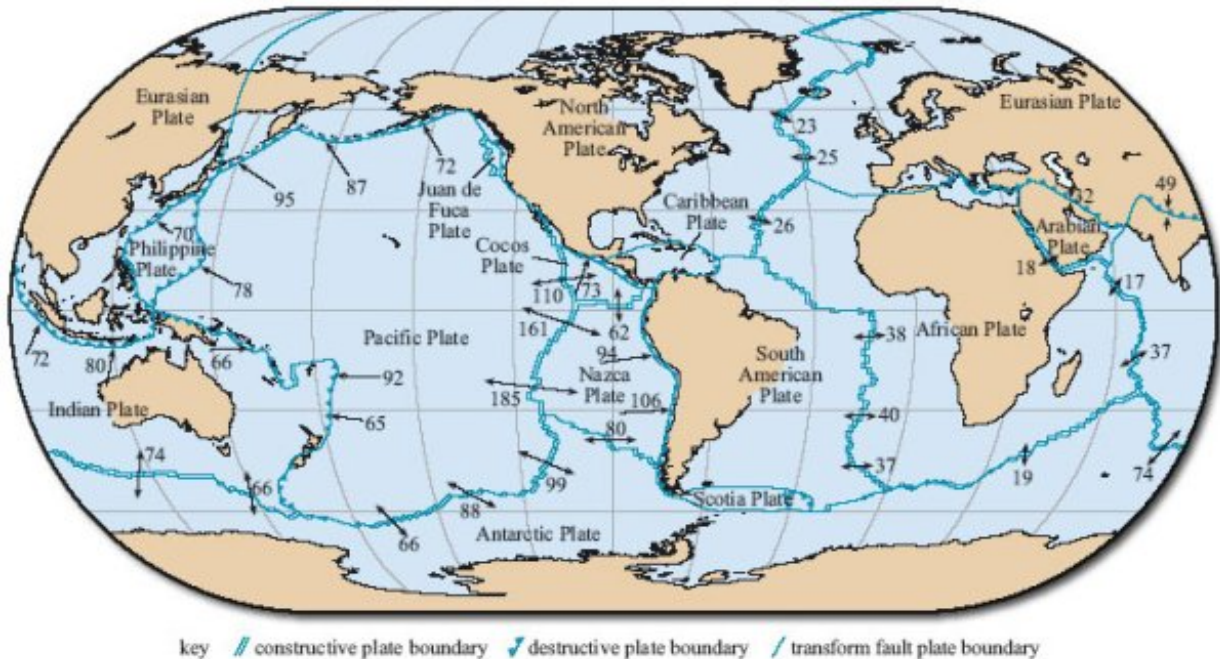 Eurasian
Plate
North
American
Plate
Eurasian Plate
23
25
72
87
95
Juan de
Fuca
Plate
Caribbean
Plate
26
32
49
Arabian
Plate
70
Philippine
Plate
78
Cocos
Plate
110
73
18
17
72
80
66
Pacific Plate
161
62
38
African Plate
92
94
Nazca
Plate
South
American
Plate
37
Indian Plate
65
185
106
40
80
74
66
99
37
19
74
88
Scotia Plate
66
Antarctic Plate
key constructive plate boundary destructive plate boundary transform fault plate boundary